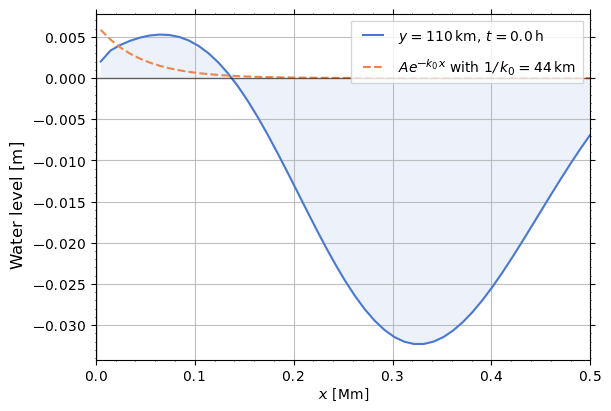 0.005
0.000
−0.005
−0.010
−0.015
−0.020
−0.025
−0.030
Water level [m]
y = 110 km, t = 0.0 h
Ae^{−k_0 x} with 1/k_0 = 44 km
0.0 0.1 0.2 0.3 0.4 0.5
x [Mm]